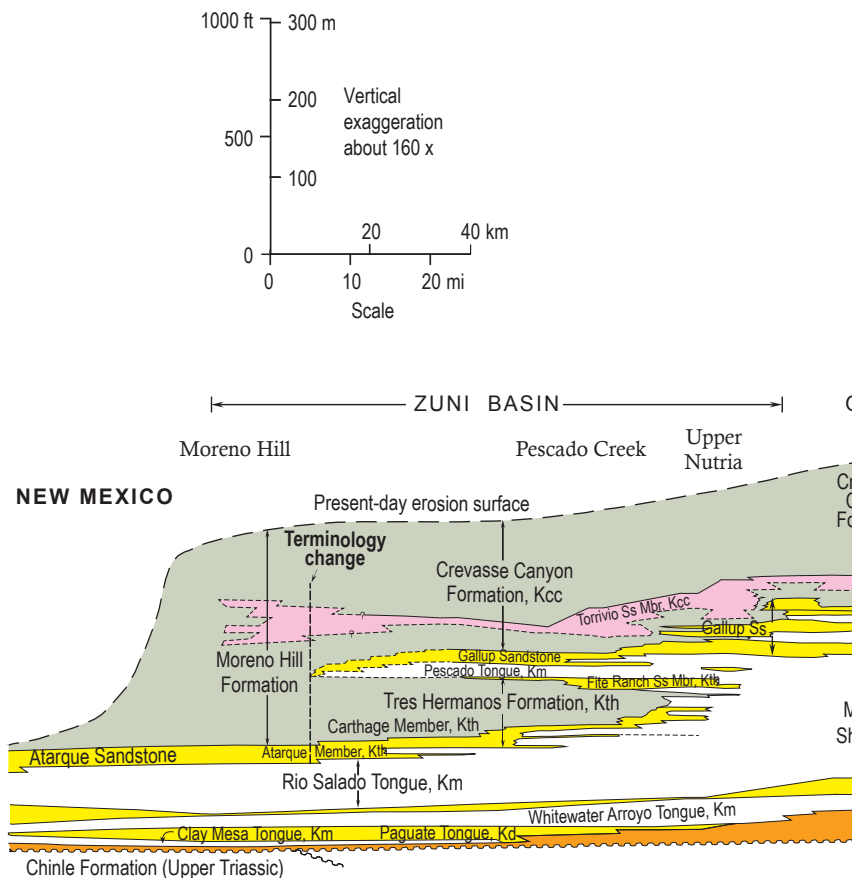 1000 ft
300 m
200
Vertical
exaggeration
about 160 x
500
100
20
40 km
0
0
10
20 mi
Scale
ZUNI BASIN
Moreno Hill
Pescado Creek
Upper
Nutria
NEW MEXICO
Present-day erosion surface
Terminology
change
Crevasse Canyon
Formation, Kcc
?
Torrivio Ss Mbr, Kcc
?
Gallup Ss
Moreno Hill
Formation
Gallup Sandstone
Pescado Tongue, Km
Fite Ranch Ss Mbr, Kth
Tres Hermanos Formation, Kth
Carthage Member, Kth
Atarque Sandstone
Atarque Member, Kth
Rio Salado Tongue, Km
Whitewater Arroyo Tongue, Km
Clay Mesa Tongue, Km
Paguate Tongue, Kd
Chinle Formation (Upper Triassic)